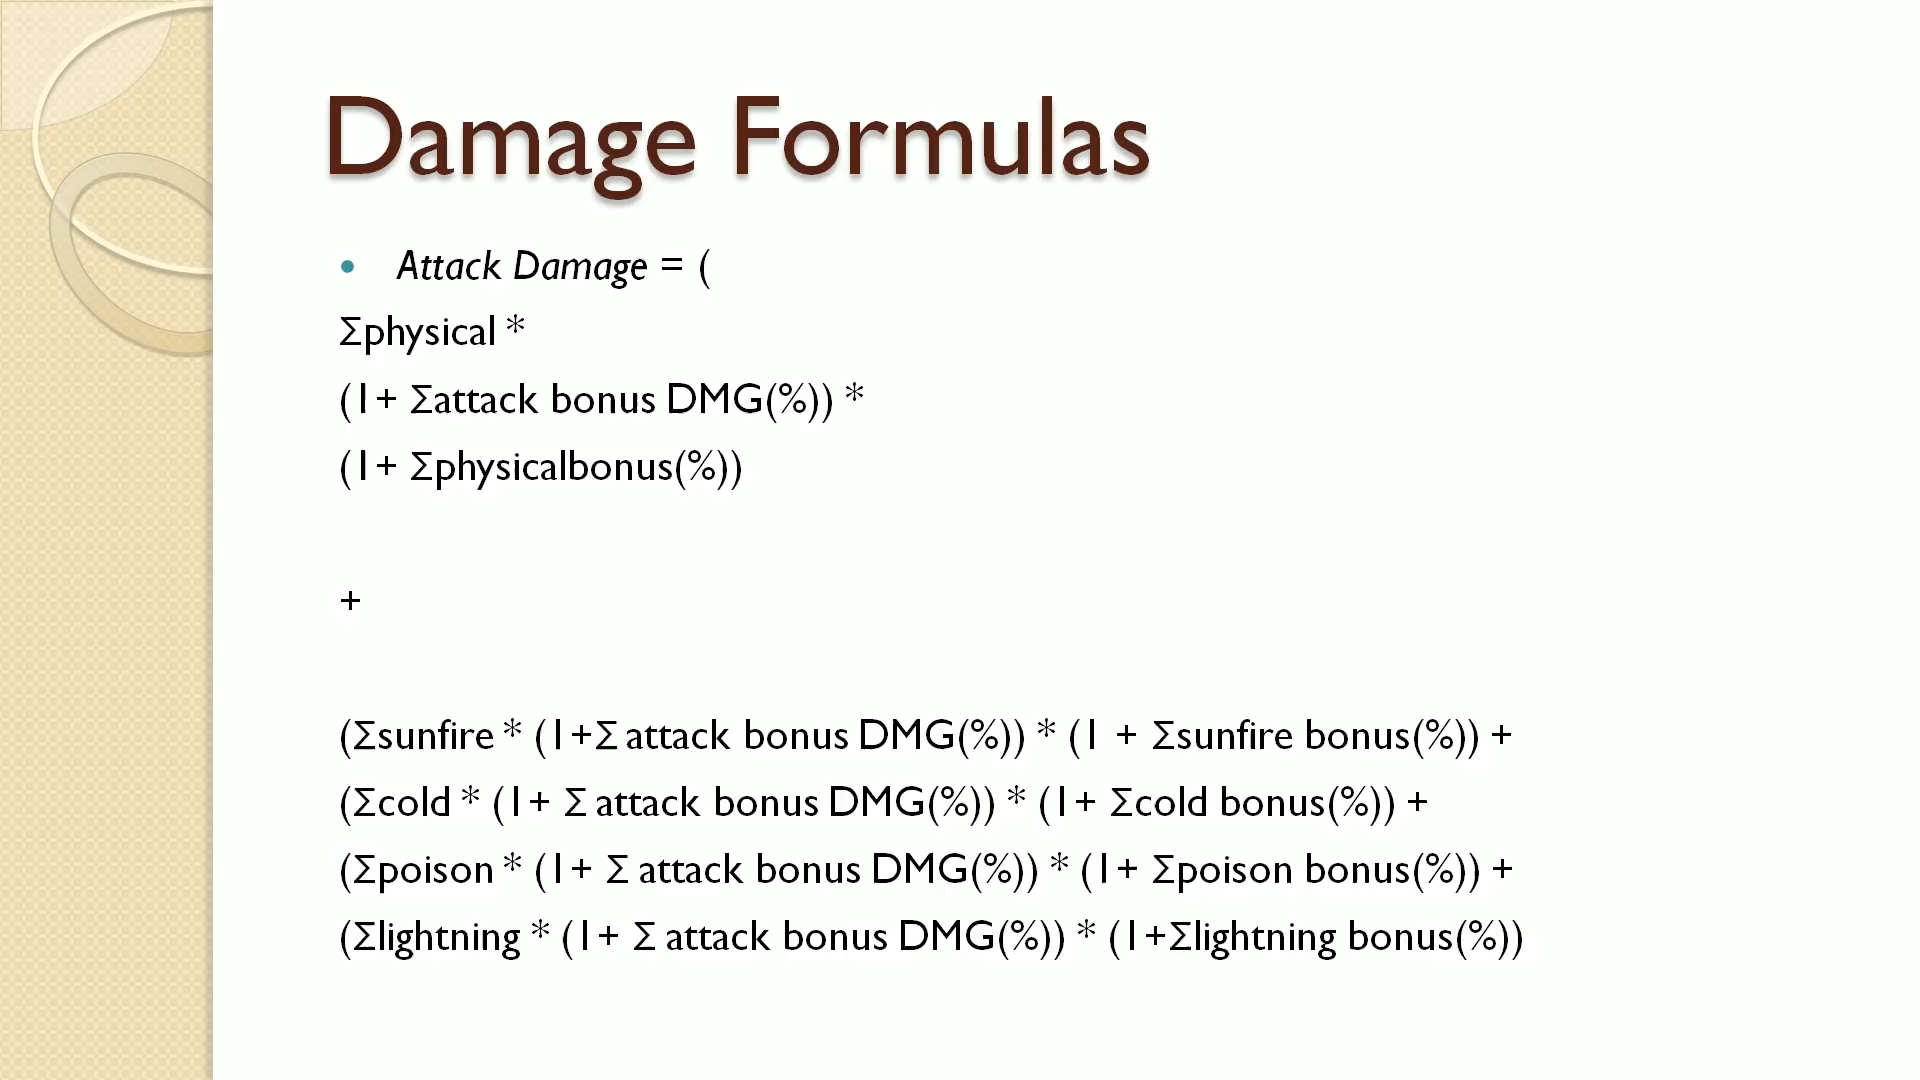 Damage Formulas
• Attack Damage = (
Σphysical *
(1+ Σattack bonus DMG(%)) *
(1+ Σphysicalbonus(%))
+
(Σsunfire * (1+Σ attack bonus DMG(%)) * (1 + Σsunfire bonus(%)) +
(Σcold * (1+ Σ attack bonus DMG(%)) * (1+ Σcold bonus(%)) +
(Σpoison * (1+ Σ attack bonus DMG(%)) * (1+ Σpoison bonus(%)) +
(Σlightning * (1+ Σ attack bonus DMG(%)) * (1+Σlightning bonus(%))